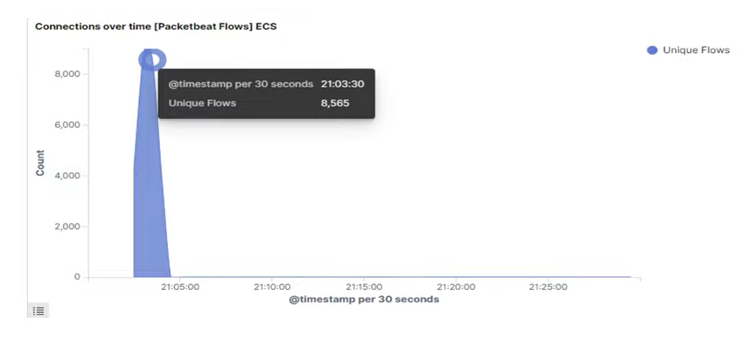 Connections over time [Packetbeat Flows] ECS
Unique Flows
8,000
6,000
4,000
2,000
0
Count
@timestamp per 30 seconds 21:03:30
Unique Flows 8,565
21:05:00 21:10:00 21:15:00 21:20:00 21:25:00
@timestamp per 30 seconds